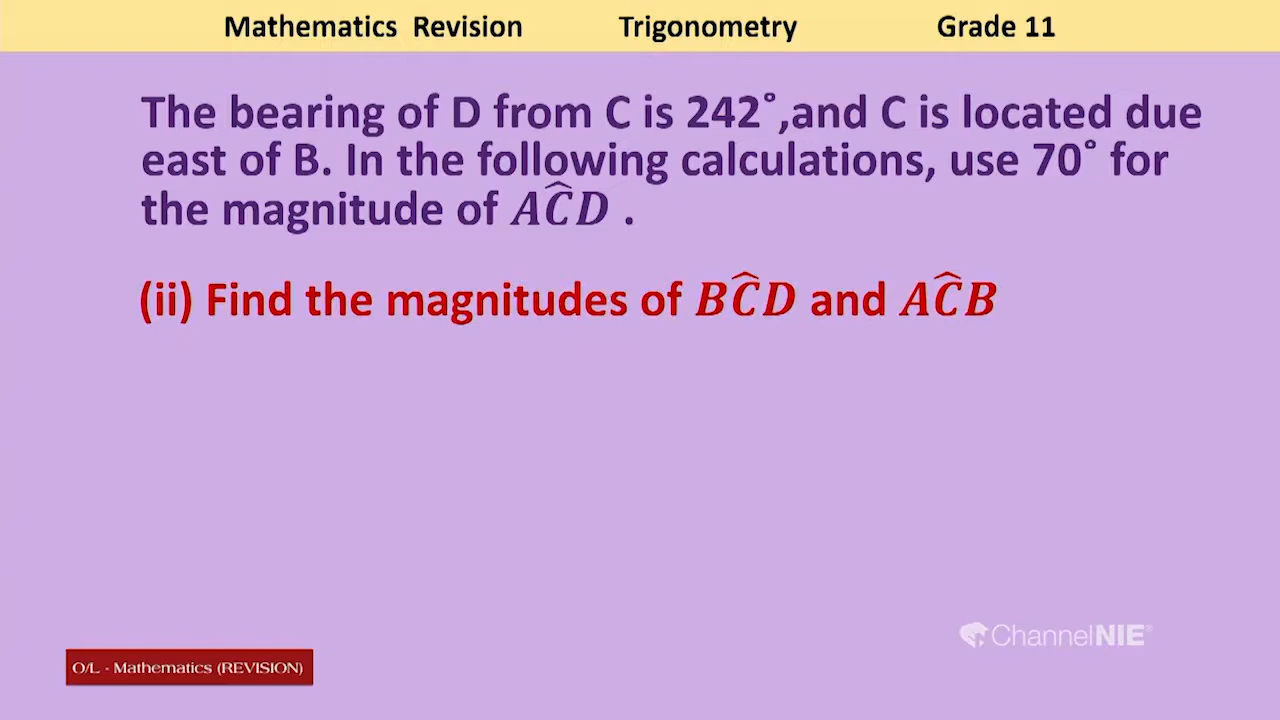 Mathematics Revision Trigonometry Grade 11
The bearing of D from C is 242˚,and C is located due
east of B. In the following calculations, use 70˚ for
the magnitude of AĈD .
(ii) Find the magnitudes of BĈD and AĈB
ChannelNIE®
O/L - Mathematics (REVISION)